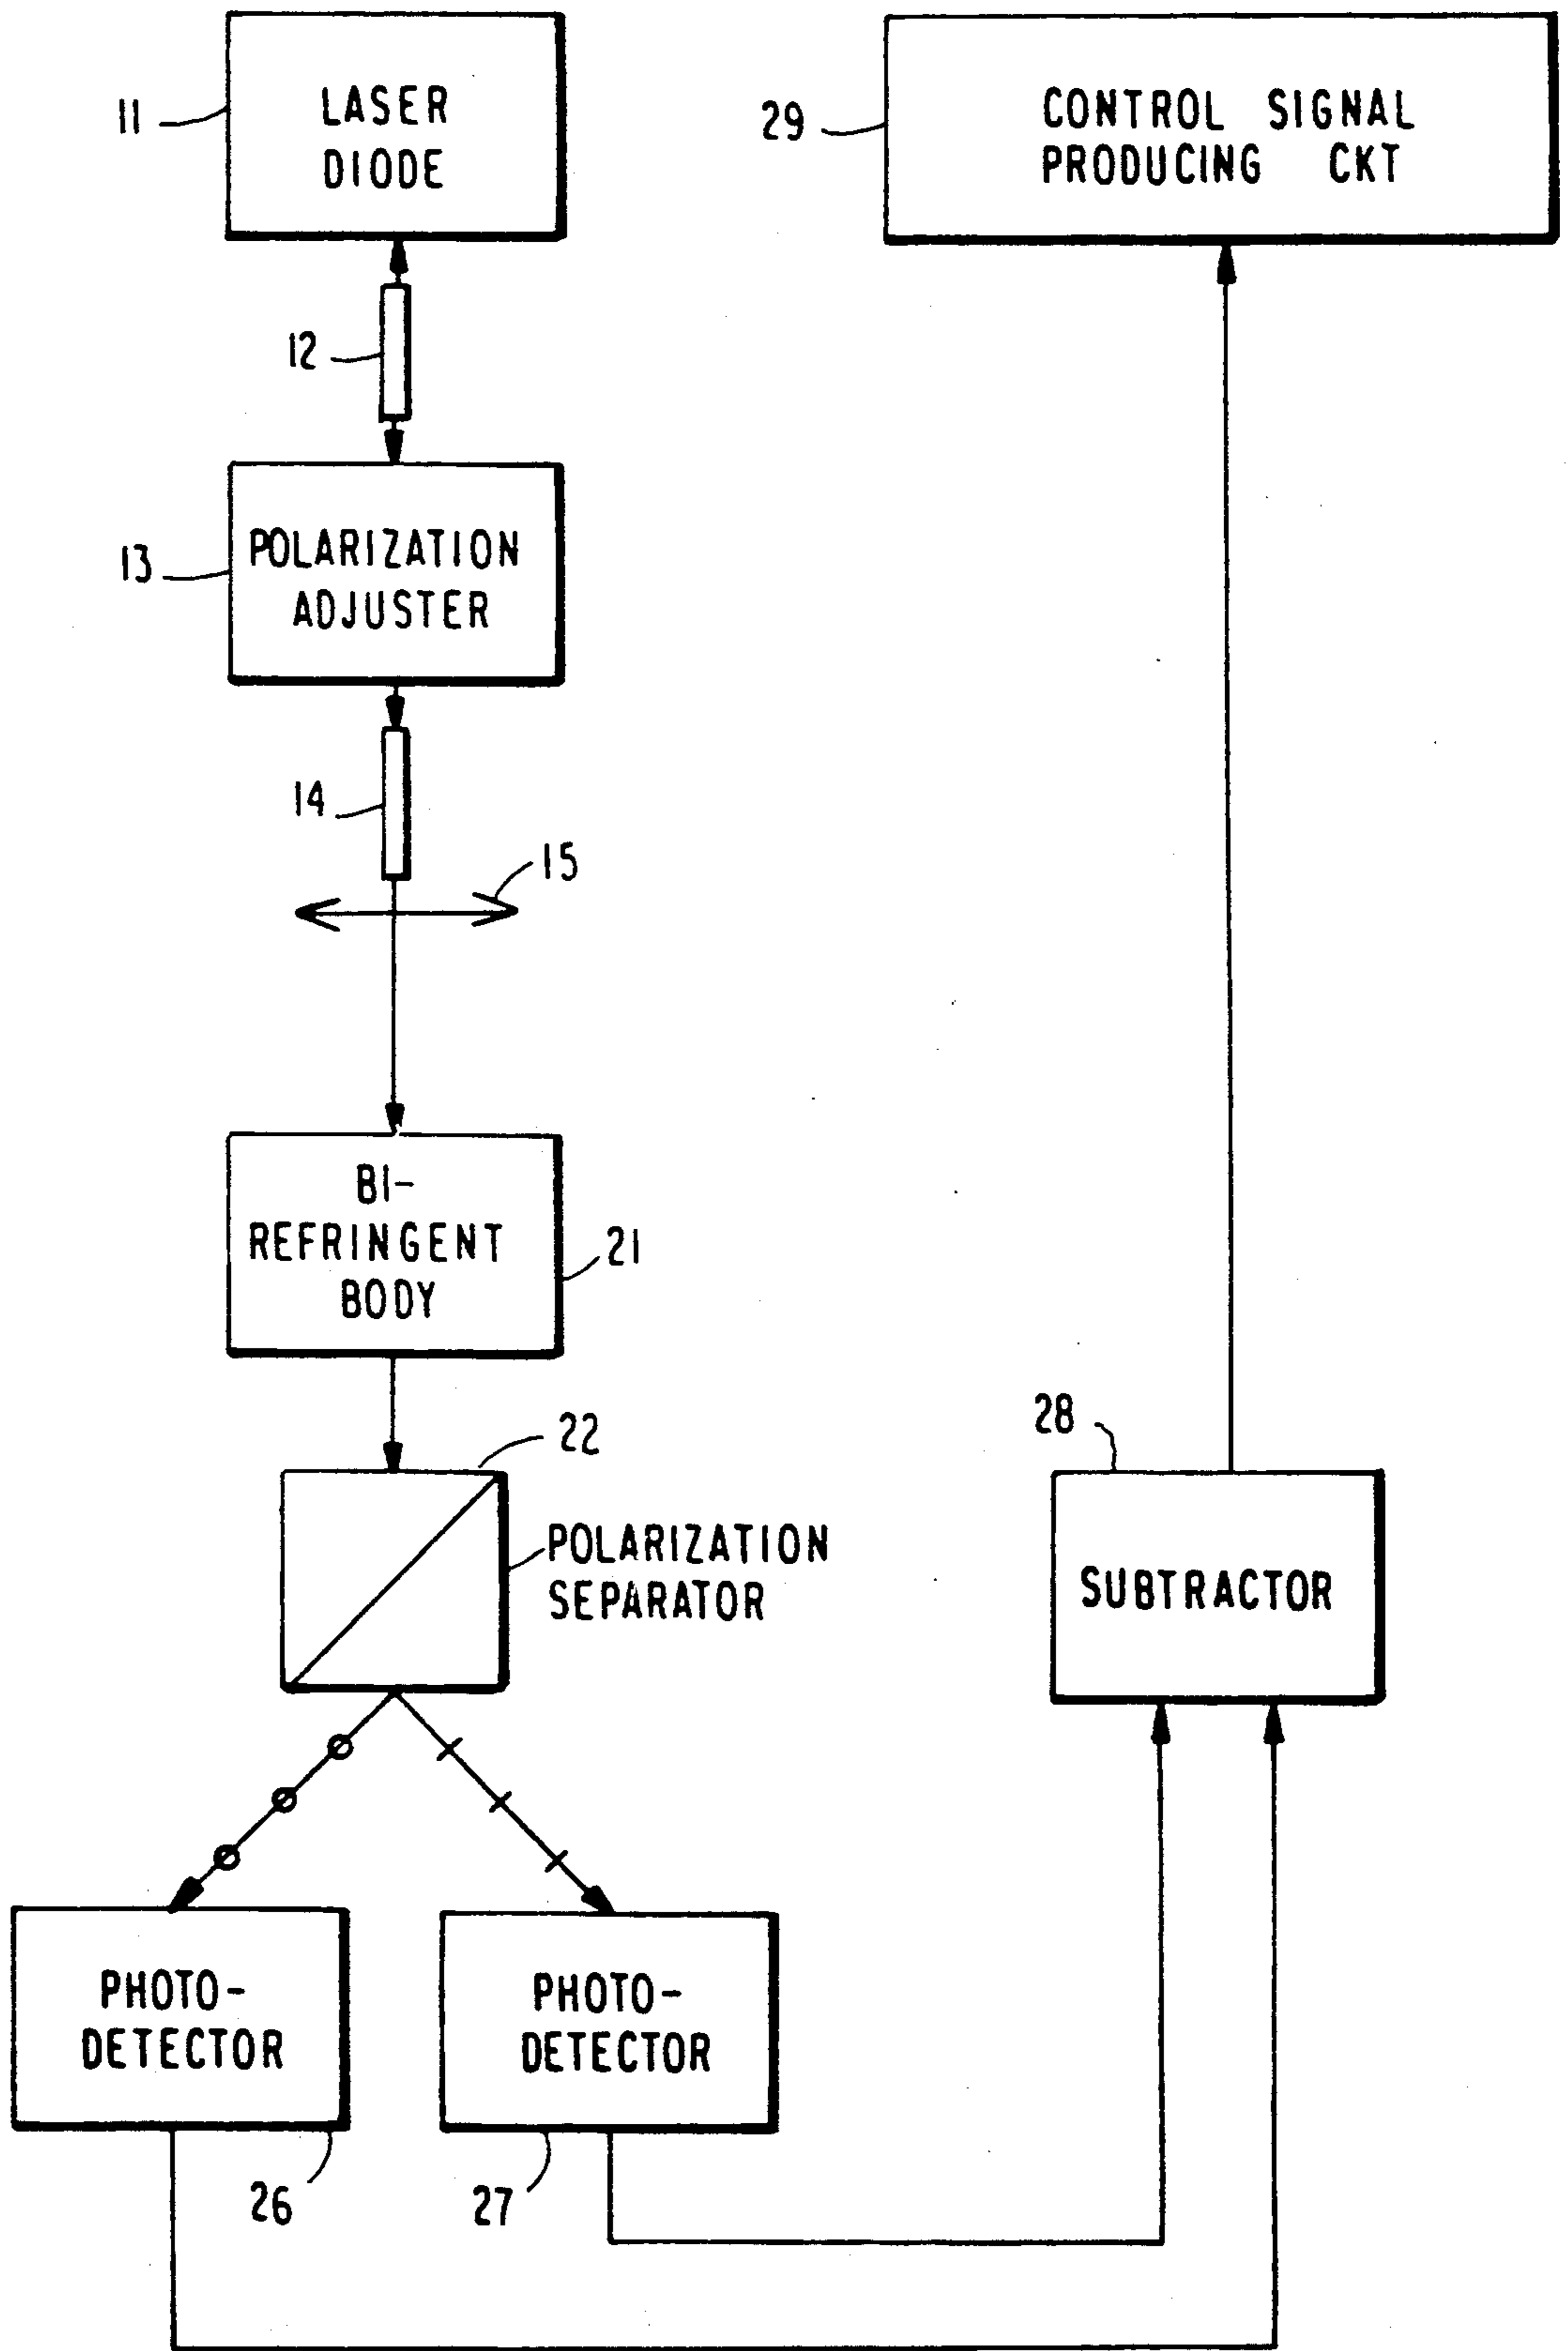 11
LASER
DIODE
29
CONTROL SIGNAL
PRODUCING CKT
12
13
POLARIZATION
ADJUSTER
14
15
BI-
REFRINGENT
BODY
21
22
POLARIZATION
SEPARATOR
28
SUBTRACTOR
PHOTO-
DETECTOR
26
PHOTO-
DETECTOR
27